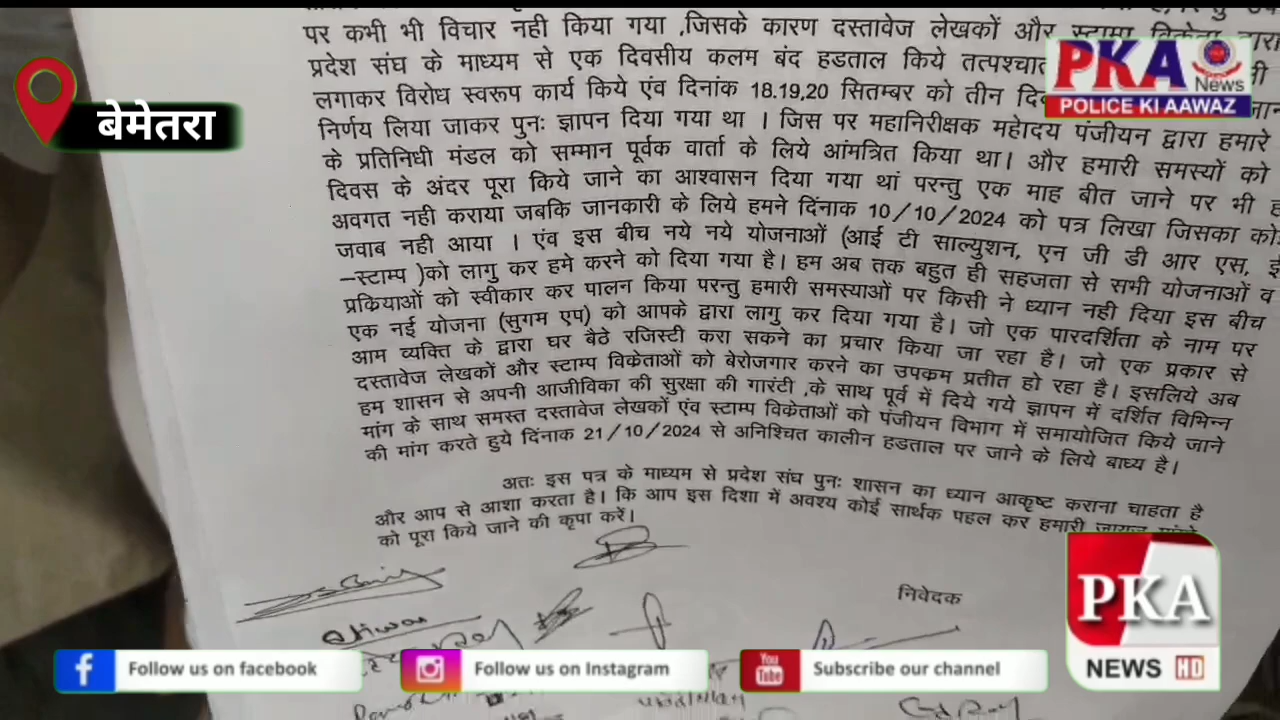 पर कभी भी विचार नही किया गया ,जिसके कारण दस्तावेज लेखकों और
प्रदेश संघ के माध्यम से एक दिवसीय कलम बंद हडताल किये तत्पश्चात
लगाकर विरोध स्वरूप कार्य किये एंव दिनांक 18.19,20 सितम्बर को तीन
निर्णय लिया जाकर पुनः ज्ञापन दिया गया था । जिस पर महानिरीक्षक महोदय पंजीयन द्वारा हमारे
के प्रतिनिधी मंडल को सम्मान पूर्वक वार्ता के लिये आंमत्रित किया था। और हमारी समस्यों को
दिवस के अंदर पूरा किये जाने का आश्वासन दिया गया थां परन्तु एक माह बीत जाने पर भी
अवगत नही कराया जबकि जानकारी के लिये हमने दिंनाक 10/10/2024 को पत्र लिखा जिसका
जवाब नही आया । एंव इस बीच नये नये योजनाओं (आई टी साल्युशन, एन जी डी आर एस, ई
–स्टाम्प )को लागु कर हमे करने को दिया गया है। हम अब तक बहुत ही सहजता से सभी योजनाओं व
प्रकियाओं को स्वीकार कर पालन किया परन्तु हमारी समस्याओं पर किसी ने ध्यान नही दिया इस बीच
एक नई योजना (सुगम एप) को आपके द्वारा लागु कर दिया गया है। जो एक पारदर्शिता के नाम पर
आम व्यक्ति के द्वारा घर बैठे रजिस्टी करा सकने का प्रचार किया जा रहा है। जो एक प्रकार से
दस्तावेज लेखकों और स्टाम्प विकेताओं को बेरोजगार करने का उपकम प्रतीत हो रहा है। इसलिये अब
हम शासन से अपनी आजीविका की सुरक्षा की गारंटी ,के साथ पूर्व में दिये गये ज्ञापन में दर्शित विभिन्न
मांग के साथ समस्त दस्तावेज लेखकों एंव स्टाम्प विकेताओं को पंजीयन विभाग में समायोजित किये जाने
की मांग करते हुये दिनांक 21/10/2024 से अनिश्चित कालीन हडताल पर जाने के लिये बाध्य है।
अतः इस पत्र के माध्यम से प्रदेश संघ पुनः शासन का ध्यान आकृष्ट कराना चाहता है
और आप से आशा करता है। कि आप इस दिशा में अवश्य कोई सार्थक पहल कर हमारी
को पूरा किये जाने की कृपा करें।
निवेदक
बेमेतरा
PKA News
POLICE KI AAWAZ
PKA
NEWS HD
Follow us on facebook
Follow us on Instagram
You Tube
Subscribe our channel